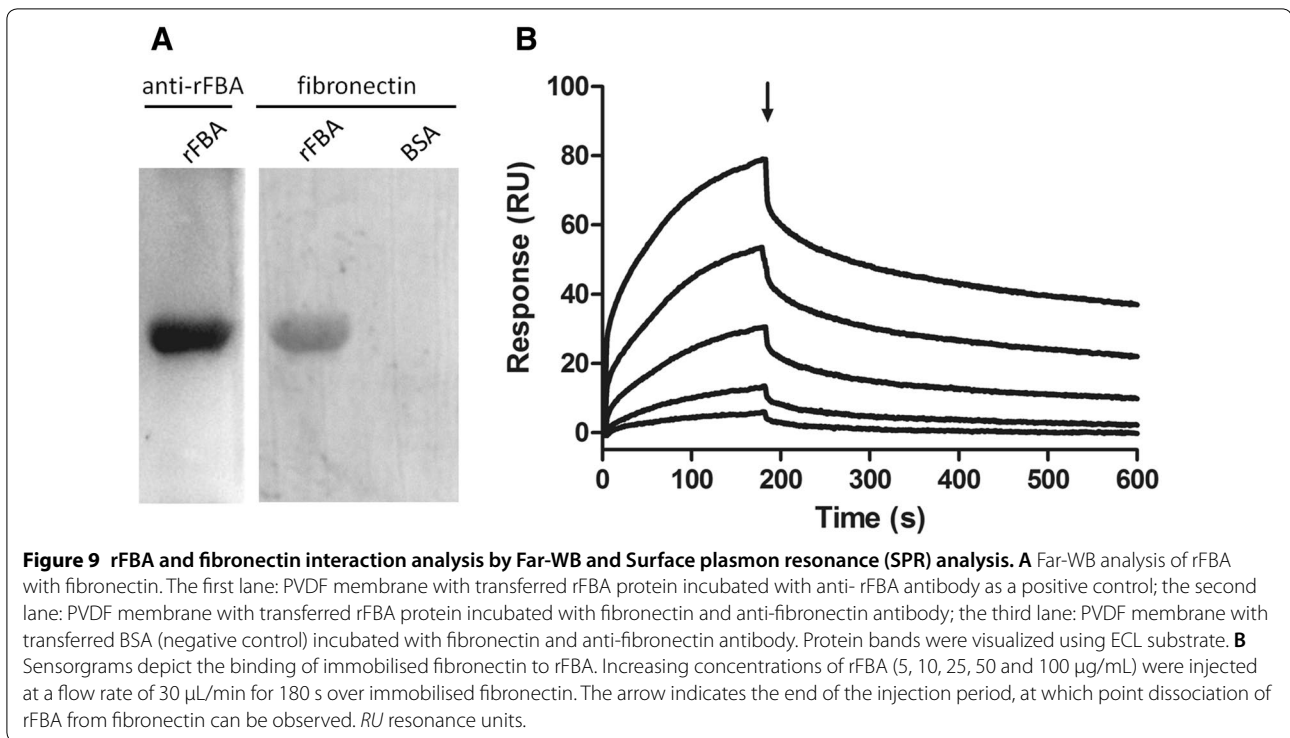 A
anti-rFBA fibronectin
rFBA rFBA BSA
B
Response (RU)
100
80
60
40
20
0
0 100 200 300 400 500 600
Time (s)
Figure 9 rFBA and fibronectin interaction analysis by Far-WB and Surface plasmon resonance (SPR) analysis. A Far-WB analysis of rFBA
with fibronectin. The first lane: PVDF membrane with transferred rFBA protein incubated with anti- rFBA antibody as a positive control; the second
lane: PVDF membrane with transferred rFBA protein incubated with fibronectin and anti-fibronectin antibody; the third lane: PVDF membrane with
transferred BSA (negative control) incubated with fibronectin and anti-fibronectin antibody. Protein bands were visualized using ECL substrate. B
Sensorgrams depict the binding of immobilised fibronectin to rFBA. Increasing concentrations of rFBA (5, 10, 25, 50 and 100 μg/mL) were injected
at a flow rate of 30 μL/min for 180 s over immobilised fibronectin. The arrow indicates the end of the injection period, at which point dissociation of
rFBA from fibronectin can be observed. RU resonance units.